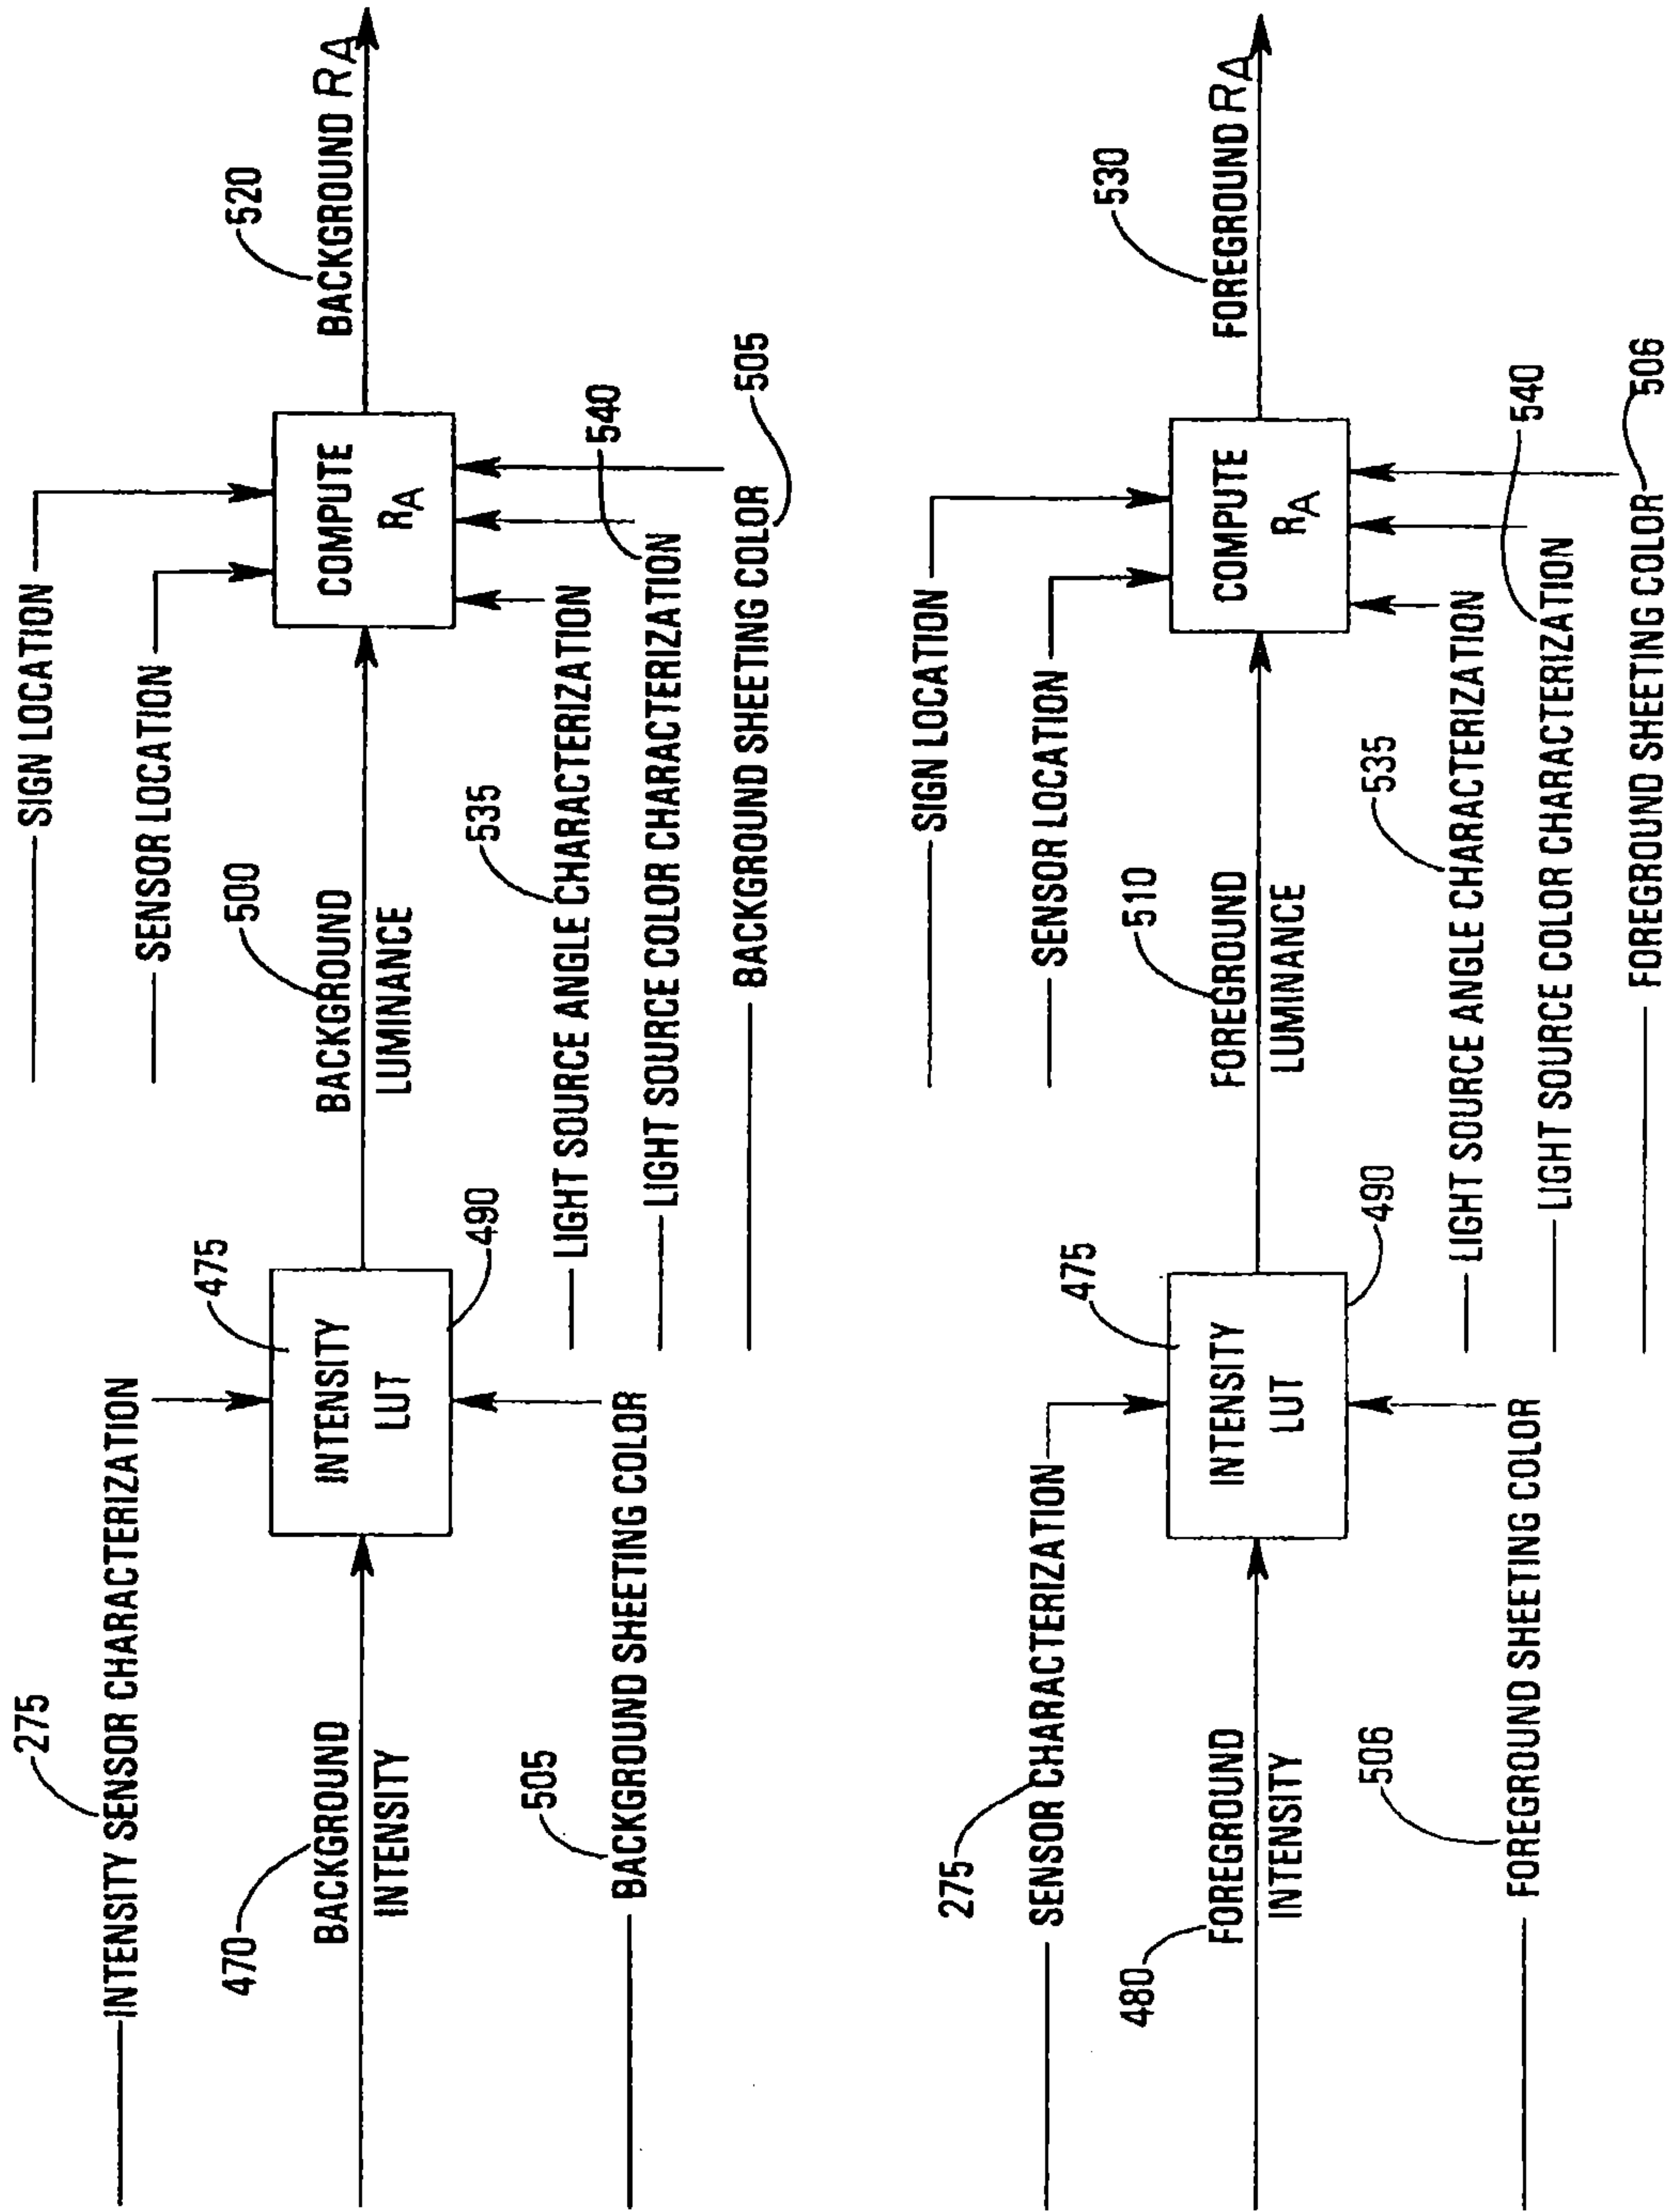 275
INTENSITY SENSOR CHARACTERIZATION
470
BACKGROUND
INTENSITY
505
BACKGROUND SHEETING COLOR
475
INTENSITY
LUT
490
SIGN LOCATION
SENSOR LOCATION
500
BACKGROUND
LUMINANCE
535
LIGHT SOURCE ANGLE CHARACTERIZATION
540
LIGHT SOURCE COLOR CHARACTERIZATION
505
BACKGROUND SHEETING COLOR
COMPUTE
RA
520
BACKGROUND RA
275
SENSOR CHARACTERIZATION
480
FOREGROUND
INTENSITY
506
FOREGROUND SHEETING COLOR
475
INTENSITY
LUT
490
SIGN LOCATION
SENSOR LOCATION
510
FOREGROUND
LUMINANCE
535
LIGHT SOURCE ANGLE CHARACTERIZATION
540
LIGHT SOURCE COLOR CHARACTERIZATION
506
FOREGROUND SHEETING COLOR
COMPUTE
RA
530
FOREGROUND RA